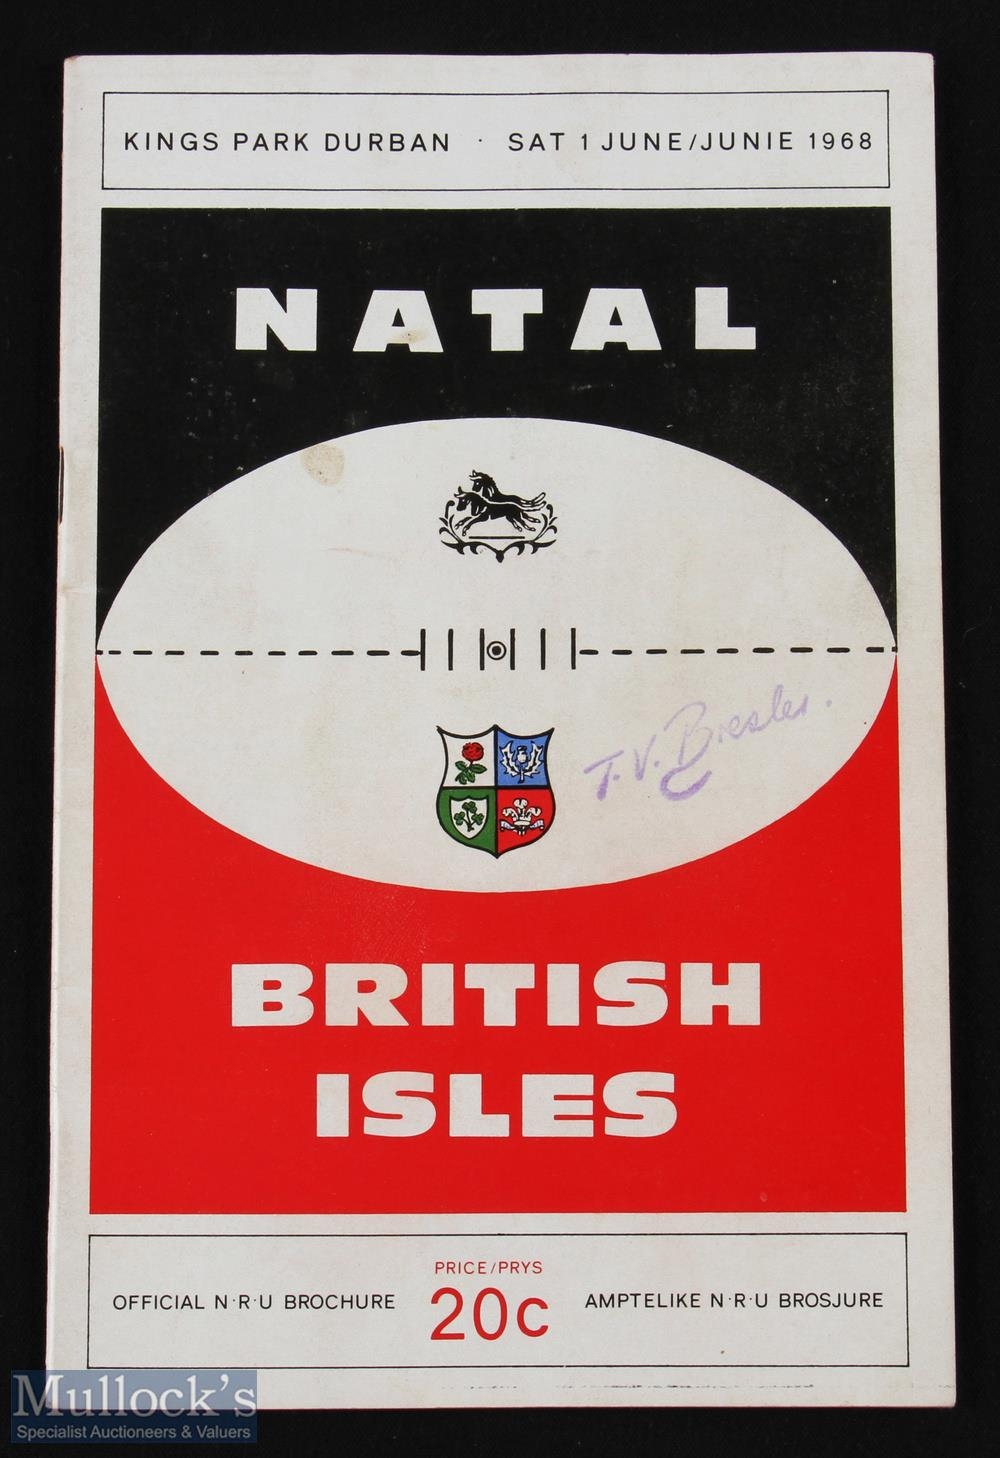 KINGS PARK DURBAN · SAT 1 JUNE/JUNIE 1968
NATAL
T. V. Bresler.
BRITISH
ISLES
PRICE/PRYS
OFFICIAL N·R·U BROCHURE 20c AMPTELIKE N·R·U BROSJURE
Mullock's
Specialist Auctioneers & Valuers